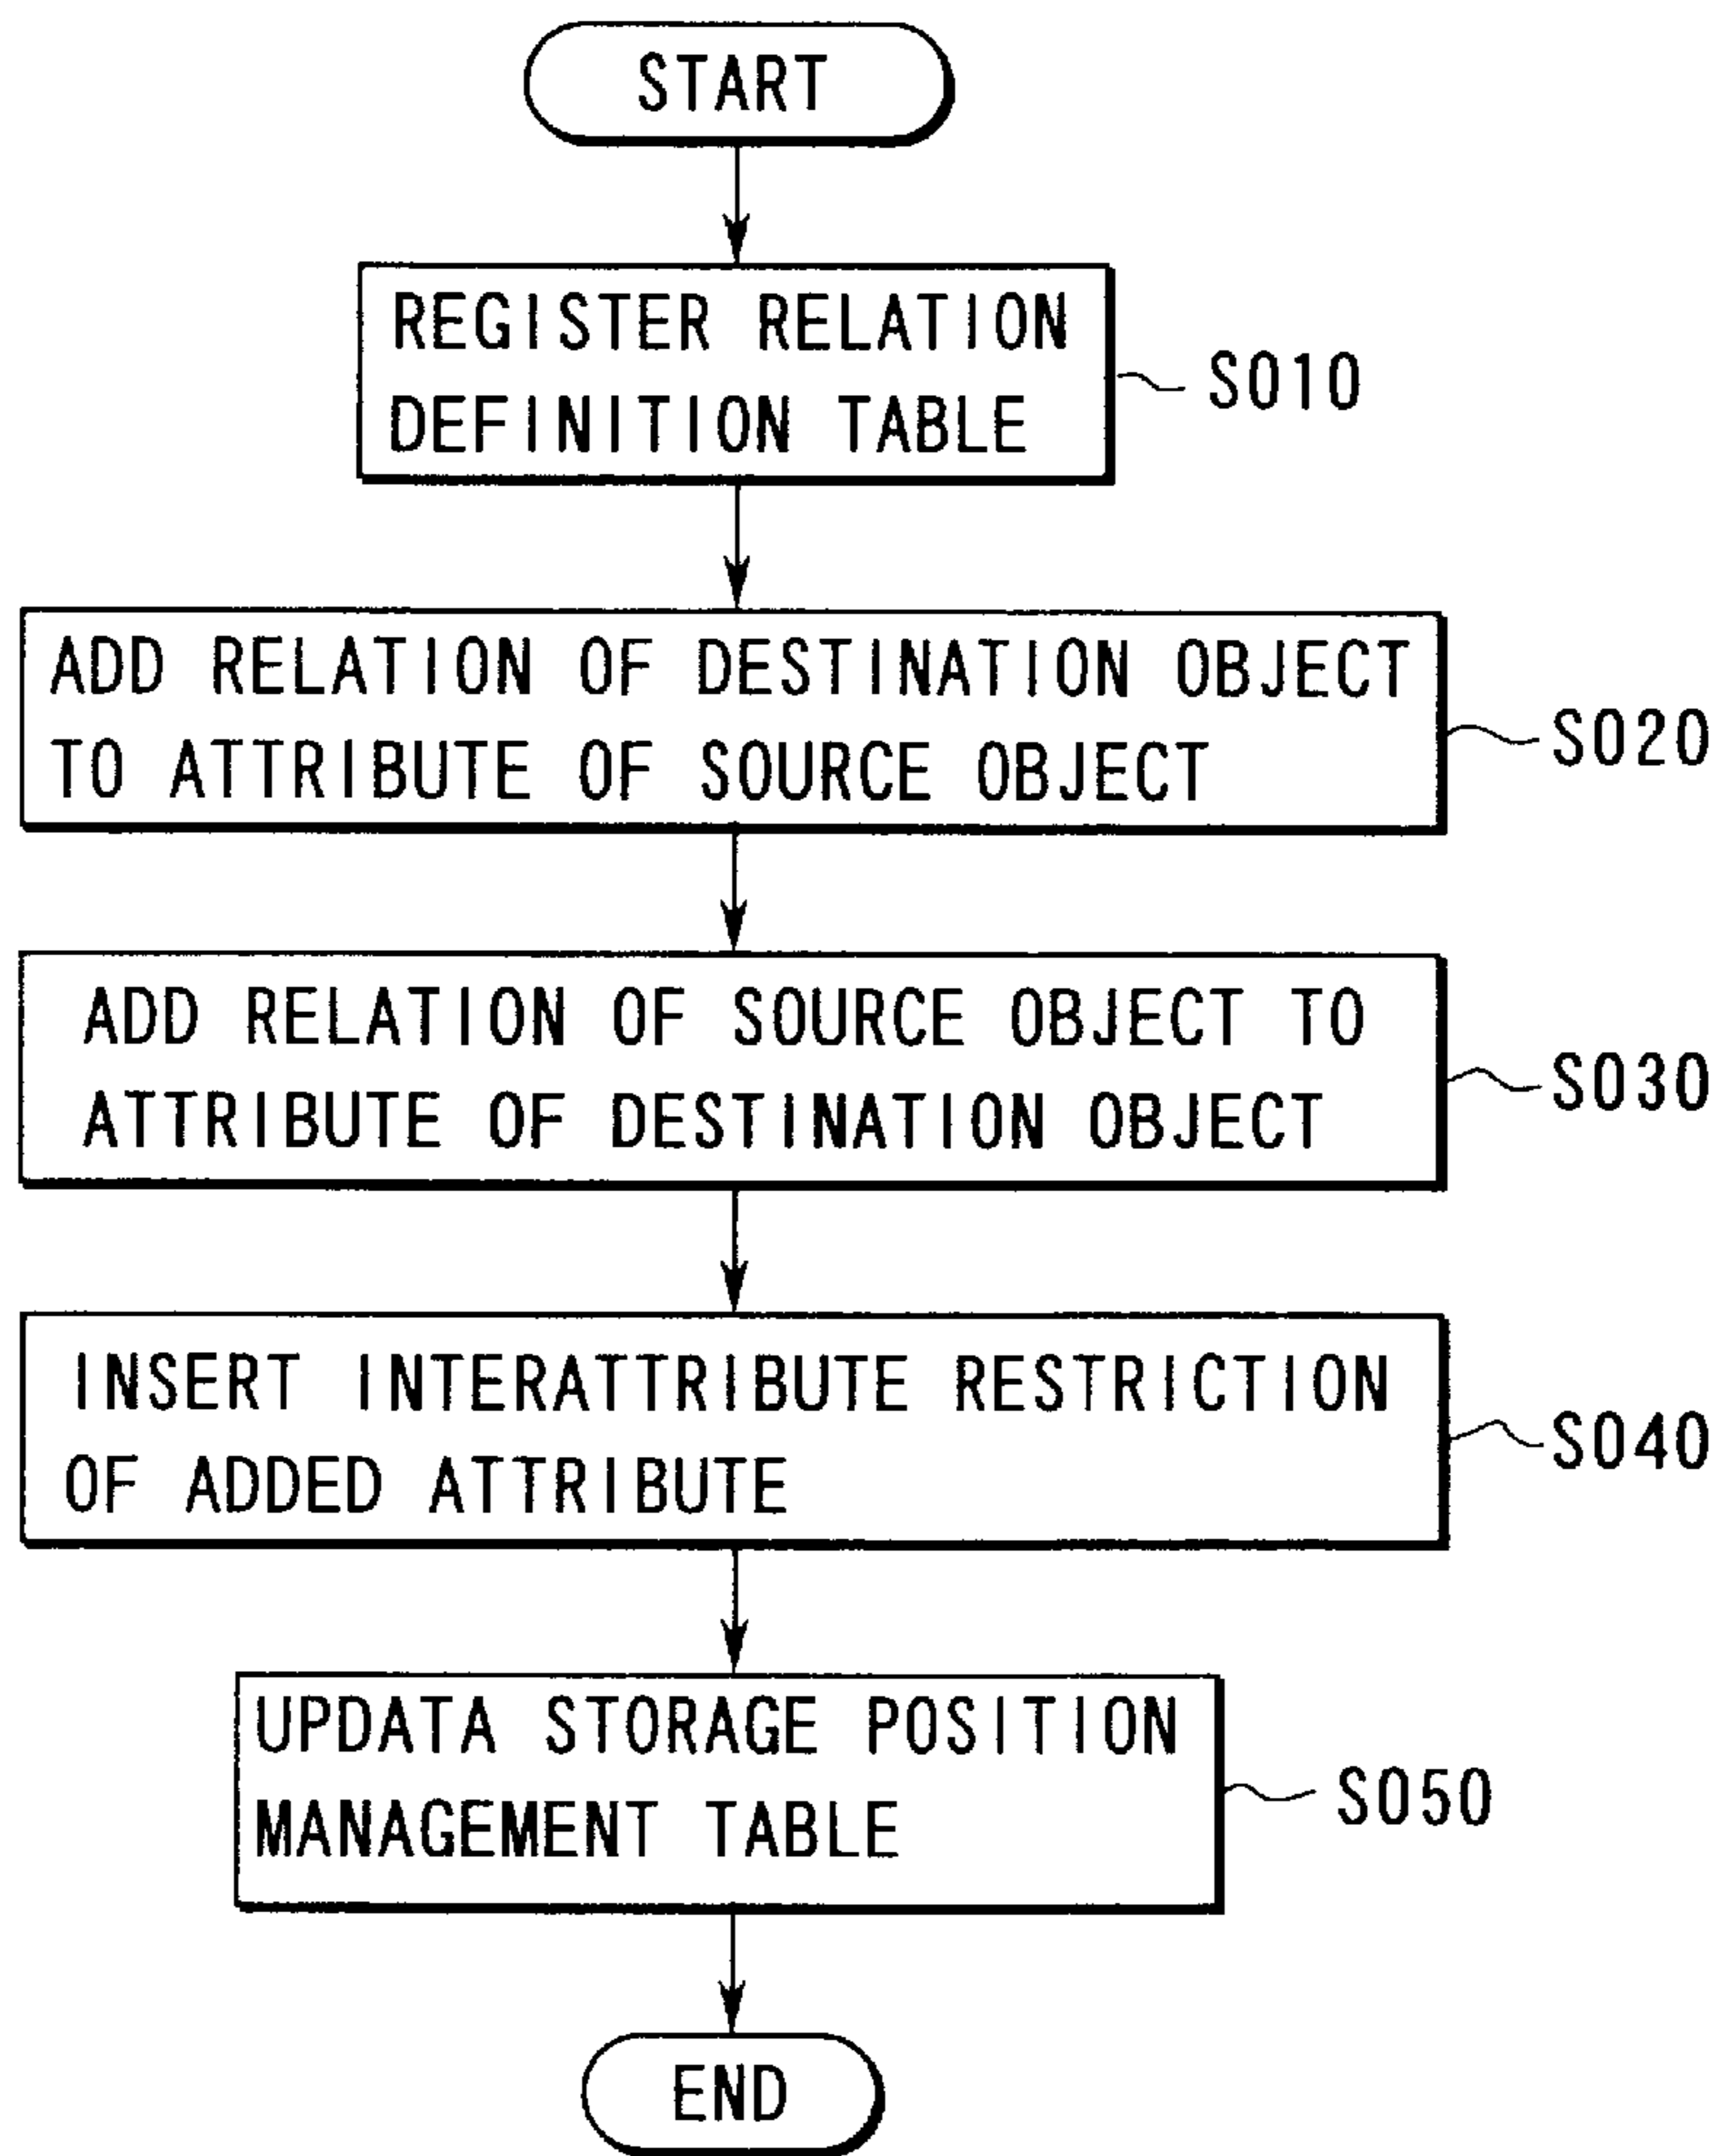 START
REGISTER RELATION
DEFINITION TABLE
S010
ADD RELATION OF DESTINATION OBJECT
TO ATTRIBUTE OF SOURCE OBJECT
S020
ADD RELATION OF SOURCE OBJECT TO
ATTRIBUTE OF DESTINATION OBJECT
S030
INSERT INTERATTRIBUTE RESTRICTION
OF ADDED ATTRIBUTE
S040
UPDATA STORAGE POSITION
MANAGEMENT TABLE
S050
END